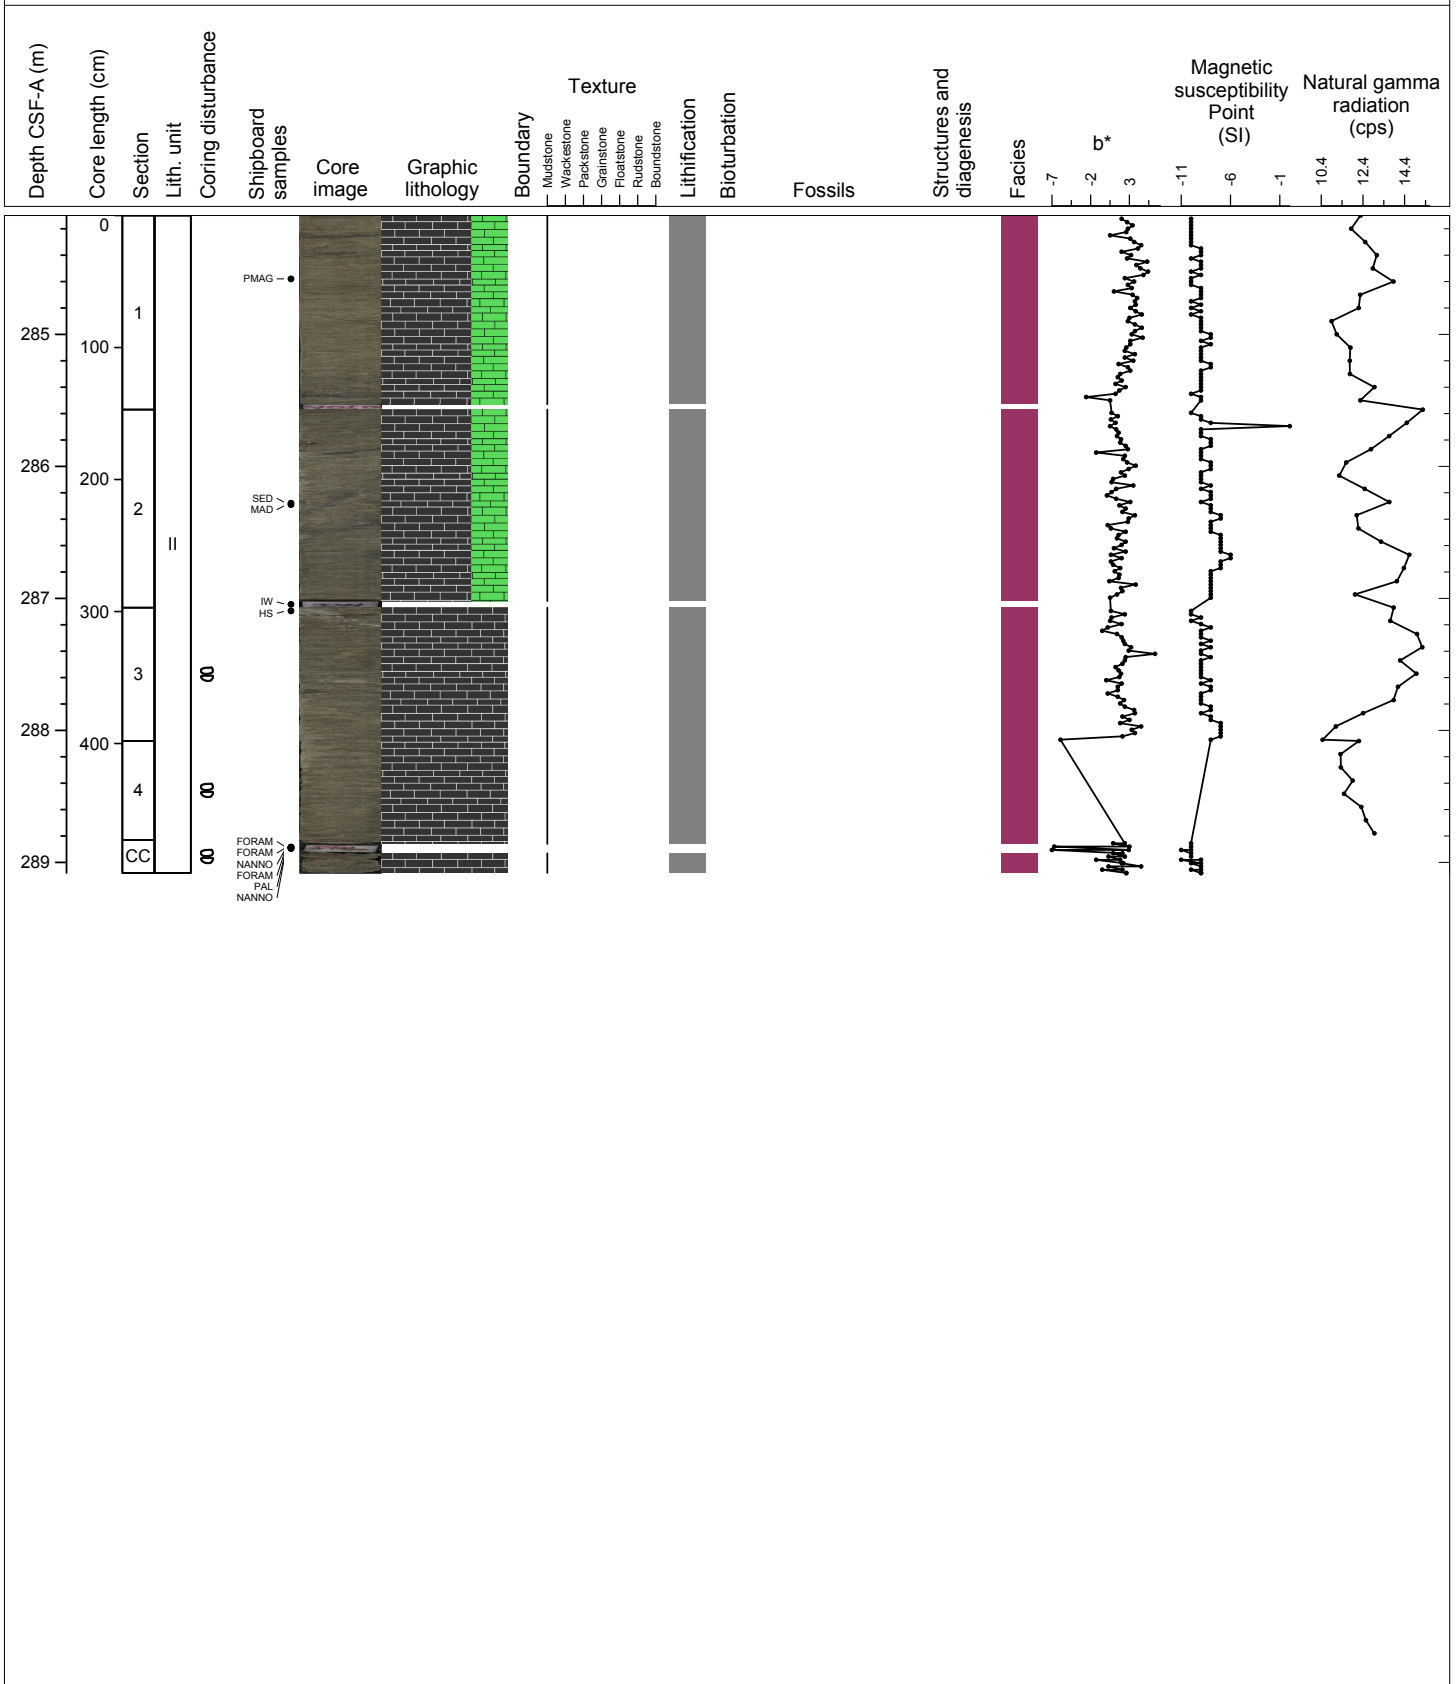 Depth CSF-A (m)
Core length (cm)
Section
Lith. unit
Coring disturbance
Shipboard
samples
Core
image
Graphic
lithology
Boundary
Texture
Mudstone
Wackestone
Packstone
Grainstone
Floatstone
Rudstone
Boundstone
Lithification
Bioturbation
Fossils
Structures and
diagenesis
Facies
b*
-7
-2
3
Magnetic
susceptibility
Point
(SI)
-11
-6
-1
Natural gamma
radiation
(cps)
10.4
12.4
14.4
285
286
287
288
289
0
100
200
300
400
1
2
3
4
CC
II
PMAG
SED
MAD
IW
HS
FORAM
FORAM
NANNO
FORAM
PAL
NANNO